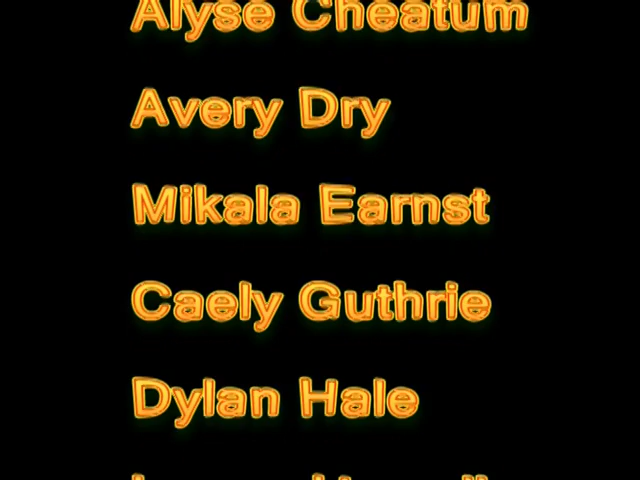 Alyse Cheatum
Avery Dry
Mikala Earnst
Caely Guthrie
Dylan Hale